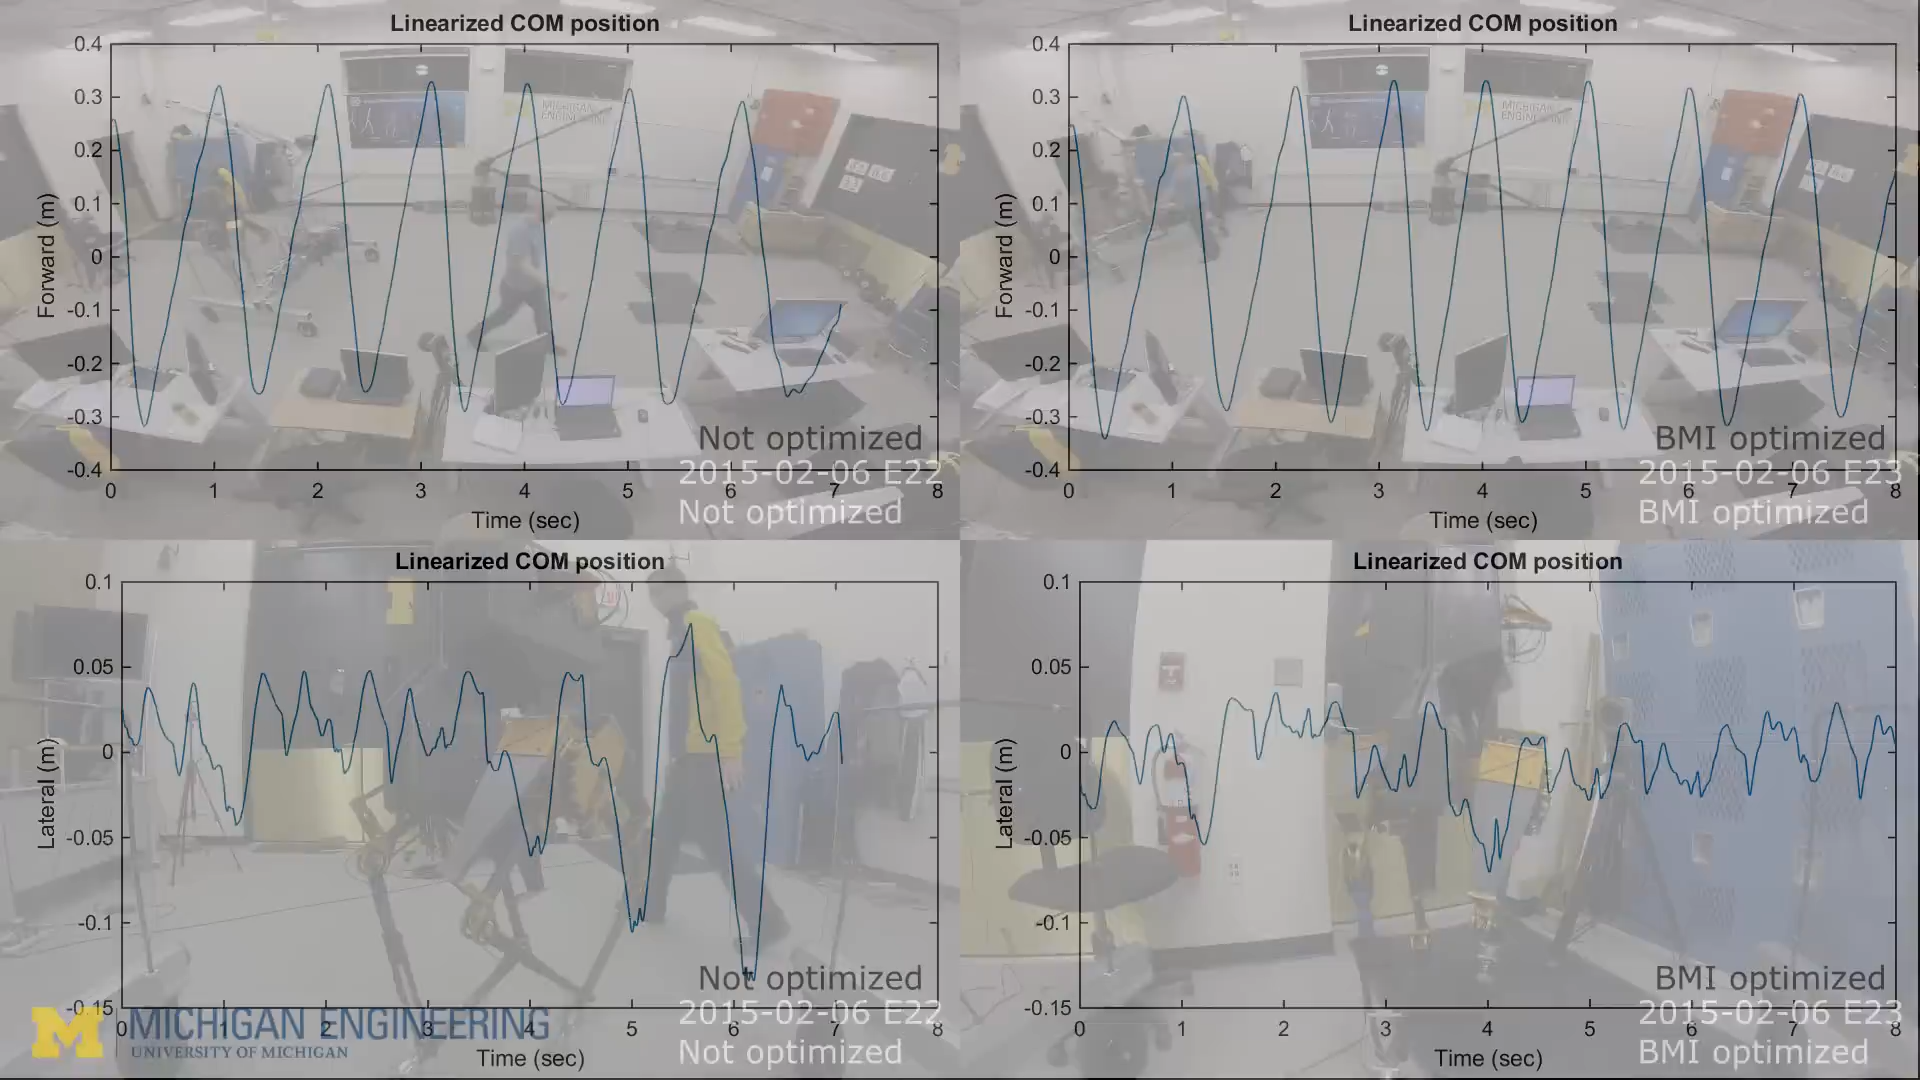 Linearized COM position
0.4
0.3
0.2
0.1
0
-0.1
-0.2
-0.3
-0.4
Forward (m)
0 1 2 3 4 5 6 7 8
Time (sec)
MICHIGAN
ENGINEERING
Not optimized
2015-02-06 E22
Not optimized
Linearized COM position
0.4
0.3
0.2
0.1
0
-0.1
-0.2
-0.3
-0.4
Forward (m)
0 1 2 3 4 5 6 7 8
Time (sec)
MICHIGAN
ENGINEERING
BMI optimized
2015-02-06 E23
BMI optimized
Linearized COM position
0.1
0.05
0
-0.05
-0.1
-0.15
Lateral (m)
0 1 2 3 4 5 6 7 8
Time (sec)
Not optimized
2015-02-06 E22
Not optimized
M MICHIGAN ENGINEERING
UNIVERSITY OF MICHIGAN
Linearized COM position
0.1
0.05
0
-0.05
-0.1
-0.15
Lateral (m)
0 1 2 3 4 5 6 7 8
Time (sec)
BMI optimized
2015-02-06 E23
BMI optimized